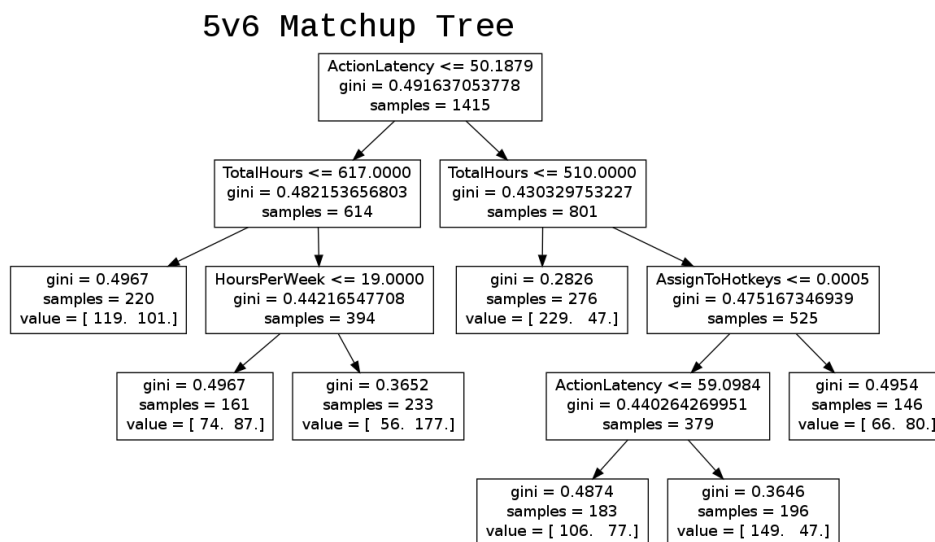 5v6 Matchup Tree
ActionLatency <= 50.1879
gini = 0.491637053778
samples = 1415
TotalHours <= 617.0000
gini = 0.482153656803
samples = 614
TotalHours <= 510.0000
gini = 0.430329753227
samples = 801
gini = 0.4967
samples = 220
value = [ 119.  101.]
HoursPerWeek <= 19.0000
gini = 0.44216547708
samples = 394
gini = 0.2826
samples = 276
value = [ 229.   47.]
AssignToHotkeys <= 0.0005
gini = 0.475167346939
samples = 525
gini = 0.4967
samples = 161
value = [ 74.  87.]
gini = 0.3652
samples = 233
value = [  56.  177.]
ActionLatency <= 59.0984
gini = 0.440264269951
samples = 379
gini = 0.4954
samples = 146
value = [ 66.  80.]
gini = 0.4874
samples = 183
value = [ 106.   77.]
gini = 0.3646
samples = 196
value = [ 149.   47.]